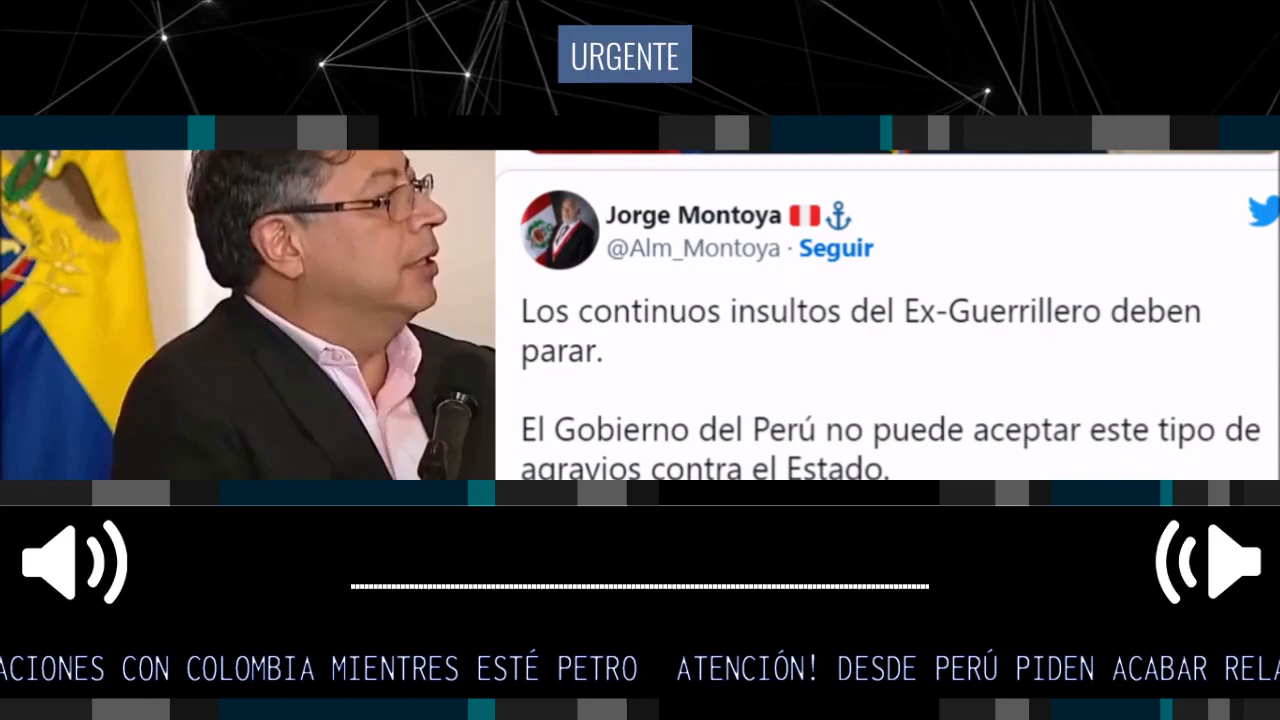 URGENTE
Jorge Montoya
@Alm_Montoya · Seguir
Los continuos insultos del Ex-Guerrillero deben
parar.
El Gobierno del Perú no puede aceptar este tipo de
agravios contra el Estado.
ACIONES CON COLOMBIA MIENTRES ESTÉ PETRO ATENCIÓN! DESDE PERÚ PIDEN ACABAR RELA